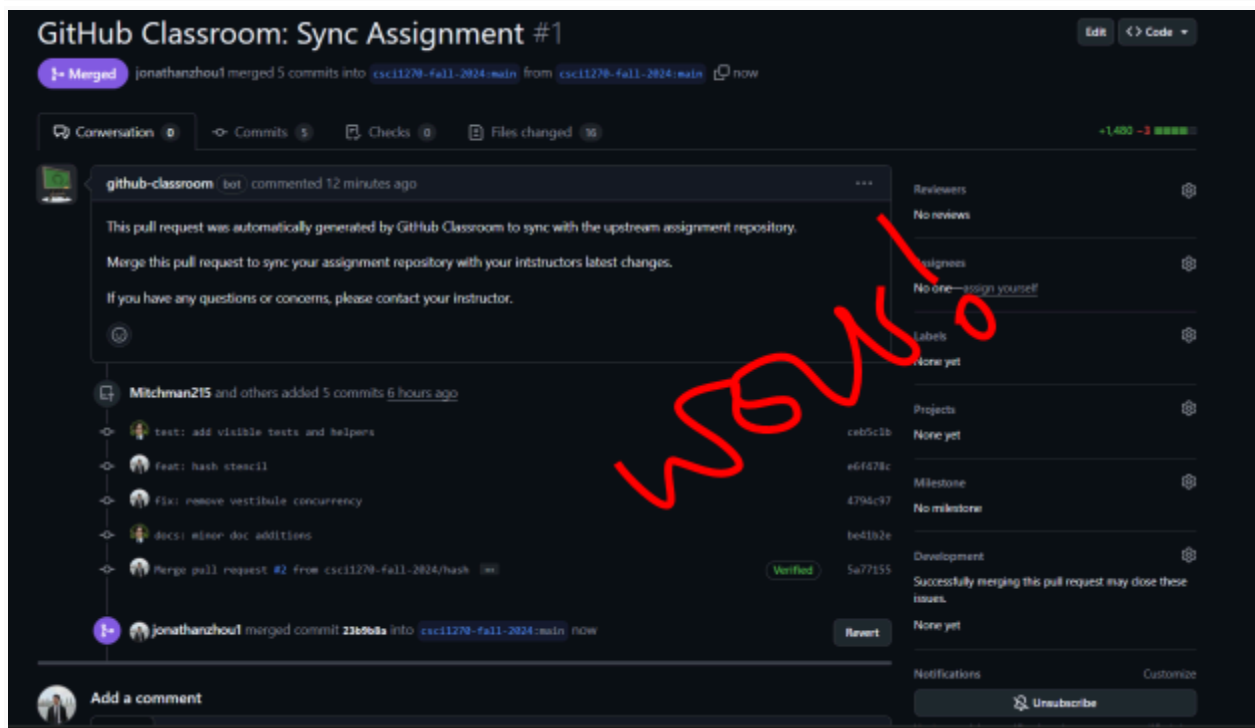 GitHub Classroom: Sync Assignment #1
Edit
Code
Merged
jonathanzhou1 merged 5 commits into csci1270-fall-2024:main from csci1270-fall-2024:main now
Conversation 0
Commits 5
Checks 0
Files changed 16
+1,480 −3
github-classroom bot commented 12 minutes ago
This pull request was automatically generated by GitHub Classroom to sync with the upstream assignment repository.
Merge this pull request to sync your assignment repository with your intstructors latest changes.
If you have any questions or concerns, please contact your instructor.
Mitchman215 and others added 5 commits 6 hours ago
test: add visible tests and helpers ceb5c1b
feat: hash stencil e6f478c
fix: remove vestibule concurrency 4794c97
docs: minor doc additions be41b2e
Merge pull request #2 from csci1270-fall-2024/hash ... Verified 5a77155
jonathanzhou1 merged commit 23b9b8a into csci1270-fall-2024:main now
Revert
Add a comment
wow!
Reviewers
No reviews
Assignees
No one—assign yourself
Labels
None yet
Projects
None yet
Milestone
No milestone
Development
Successfully merging this pull request may close these
issues.
None yet
Notifications
Customize
Unsubscribe